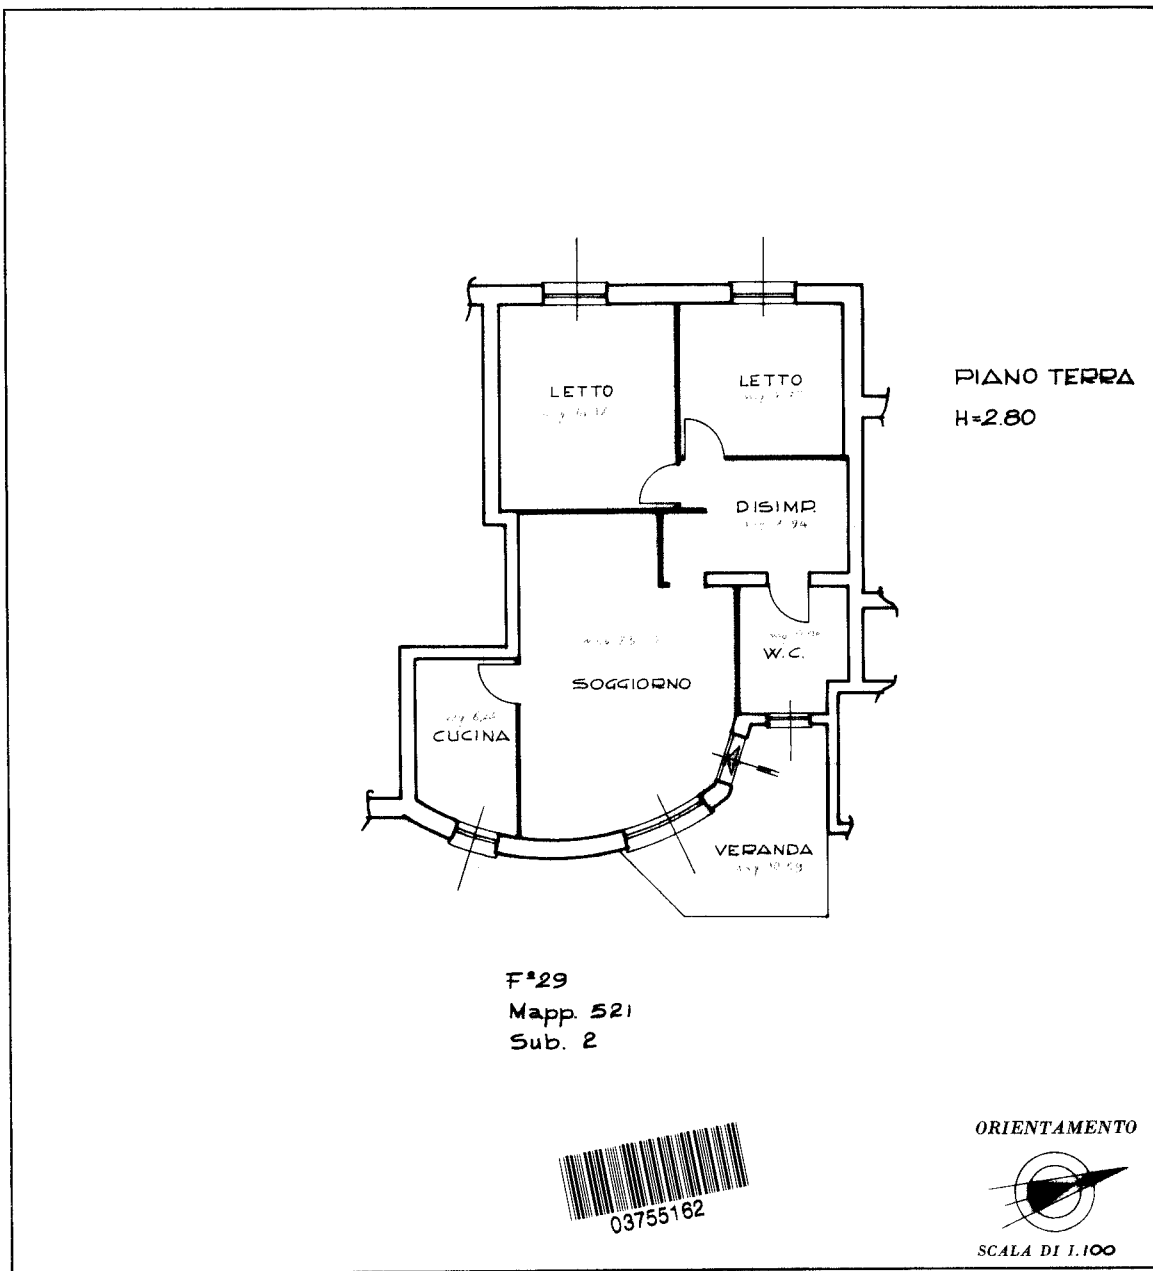 LETTO
LETTO
PIANO TERRA
H=2.80
DISIMP.
W.C.
SOGGIORNO
CUCINA
VERANDA
F°29
Mapp. 521
Sub. 2
ORIENTAMENTO
03755162
SCALA DI 1.100